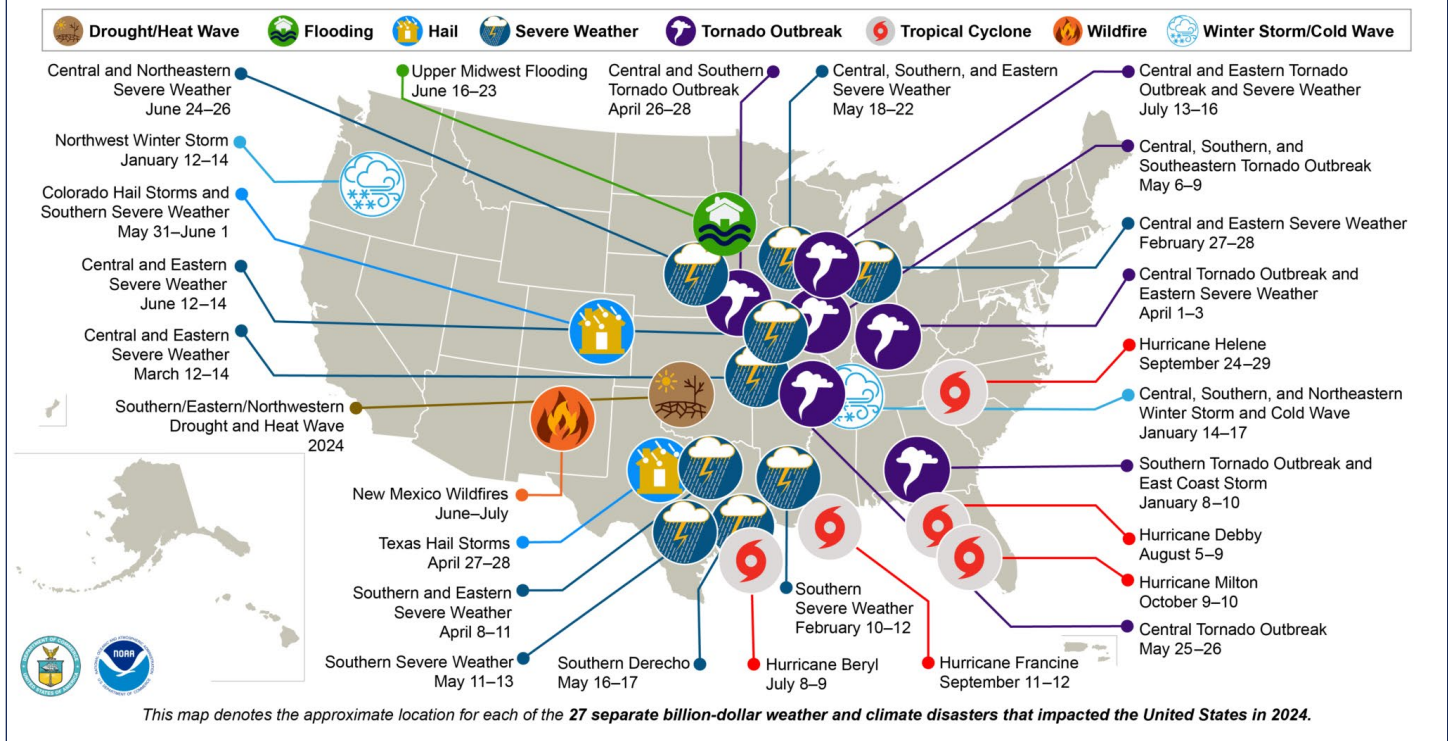 Drought/Heat Wave
Flooding
Hail
Severe Weather
Tornado Outbreak
Tropical Cyclone
Wildfire
Winter Storm/Cold Wave
Central and Northeastern
Severe Weather
June 24–26
Northwest Winter Storm
January 12–14
Colorado Hail Storms and
Southern Severe Weather
May 31–June 1
Central and Eastern
Severe Weather
June 12–14
Central and Eastern
Severe Weather
March 12–14
Southern/Eastern/Northwestern
Drought and Heat Wave
2024
New Mexico Wildfires
June–July
Texas Hail Storms
April 27–28
Southern and Eastern
Severe Weather
April 8–11
Southern Severe Weather
May 11–13
Upper Midwest Flooding
June 16–23
Central and Southern
Tornado Outbreak
April 26–28
Central, Southern, and Eastern
Severe Weather
May 18–22
Central and Eastern Tornado
Outbreak and Severe Weather
July 13–16
Central, Southern, and
Southeastern Tornado Outbreak
May 6–9
Central and Eastern Severe Weather
February 27–28
Central Tornado Outbreak and
Eastern Severe Weather
April 1–3
Hurricane Helene
September 24–29
Central, Southern, and Northeastern
Winter Storm and Cold Wave
January 14–17
Southern Tornado Outbreak and
East Coast Storm
January 8–10
Hurricane Debby
August 5–9
Hurricane Milton
October 9–10
Central Tornado Outbreak
May 25–26
Southern Derecho
May 16–17
Hurricane Beryl
July 8–9
Southern
Severe Weather
February 10–12
Hurricane Francine
September 11–12
NOAA
This map denotes the approximate location for each of the 27 separate billion-dollar weather and climate disasters that impacted the United States in 2024.